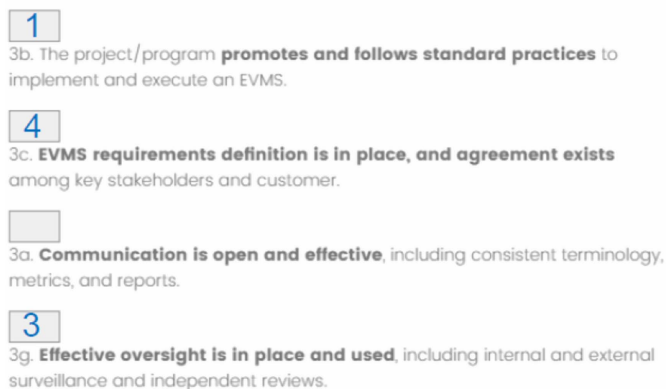 1
3b. The project/program promotes and follows standard practices to
implement and execute an EVMS.
4
3c. EVMS requirements definition is in place, and agreement exists
among key stakeholders and customer.
3a. Communication is open and effective, including consistent terminology,
metrics, and reports.
3
3g. Effective oversight is in place and used, including internal and external
surveillance and independent reviews.